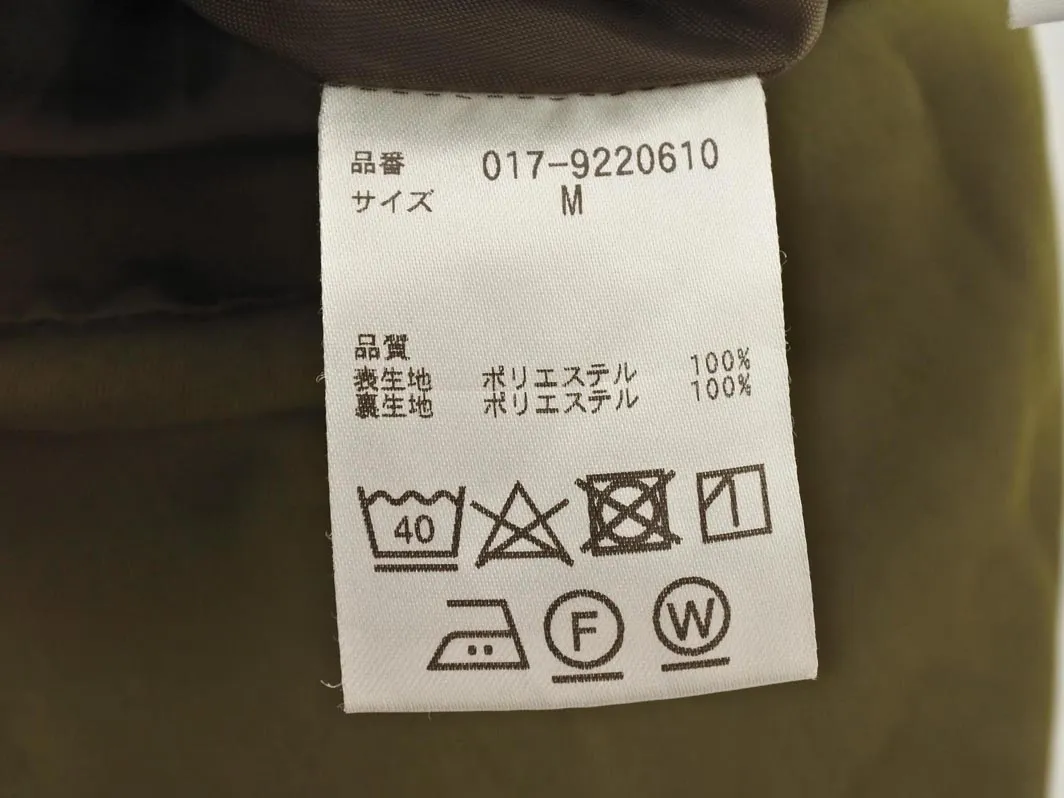 品番 017-9220610
サイズ M
品質
表生地 ポリエステル 100%
裏生地 ポリエステル 100%
40
F W